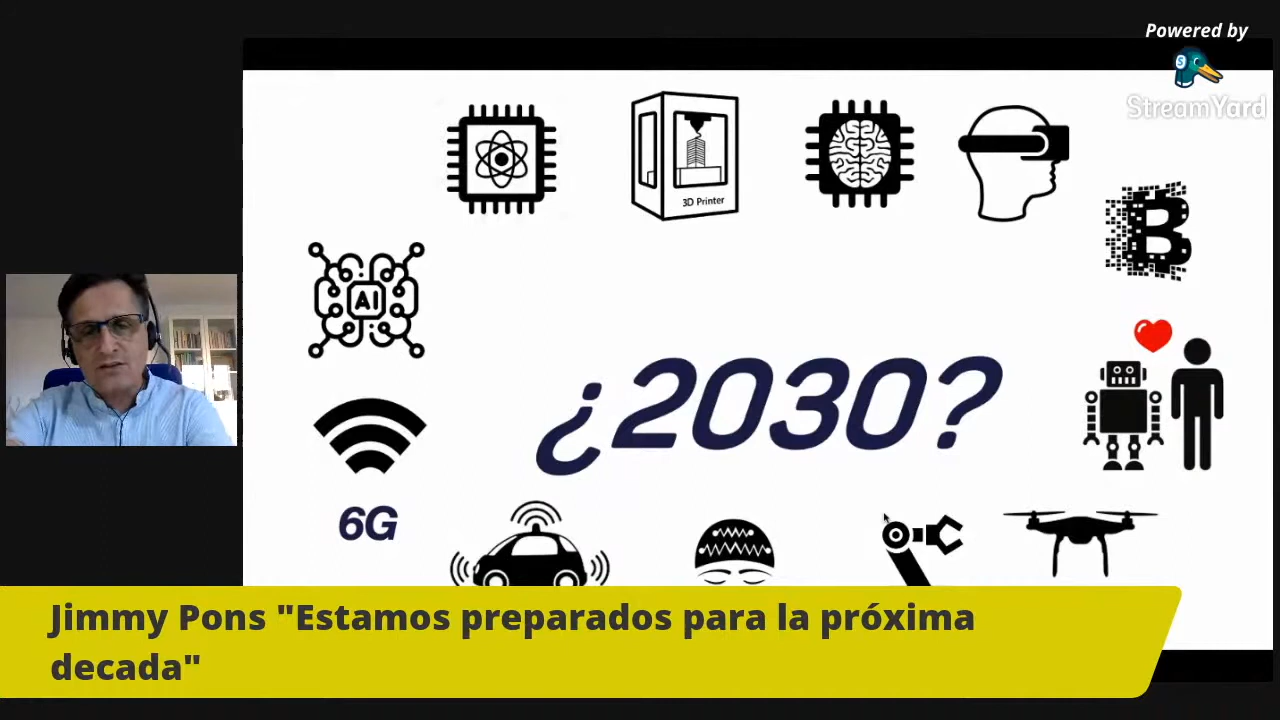 Powered by
StreamYard
3D Printer
AI
¿2030?
6G
Jimmy Pons "Estamos preparados para la próxima
decada"